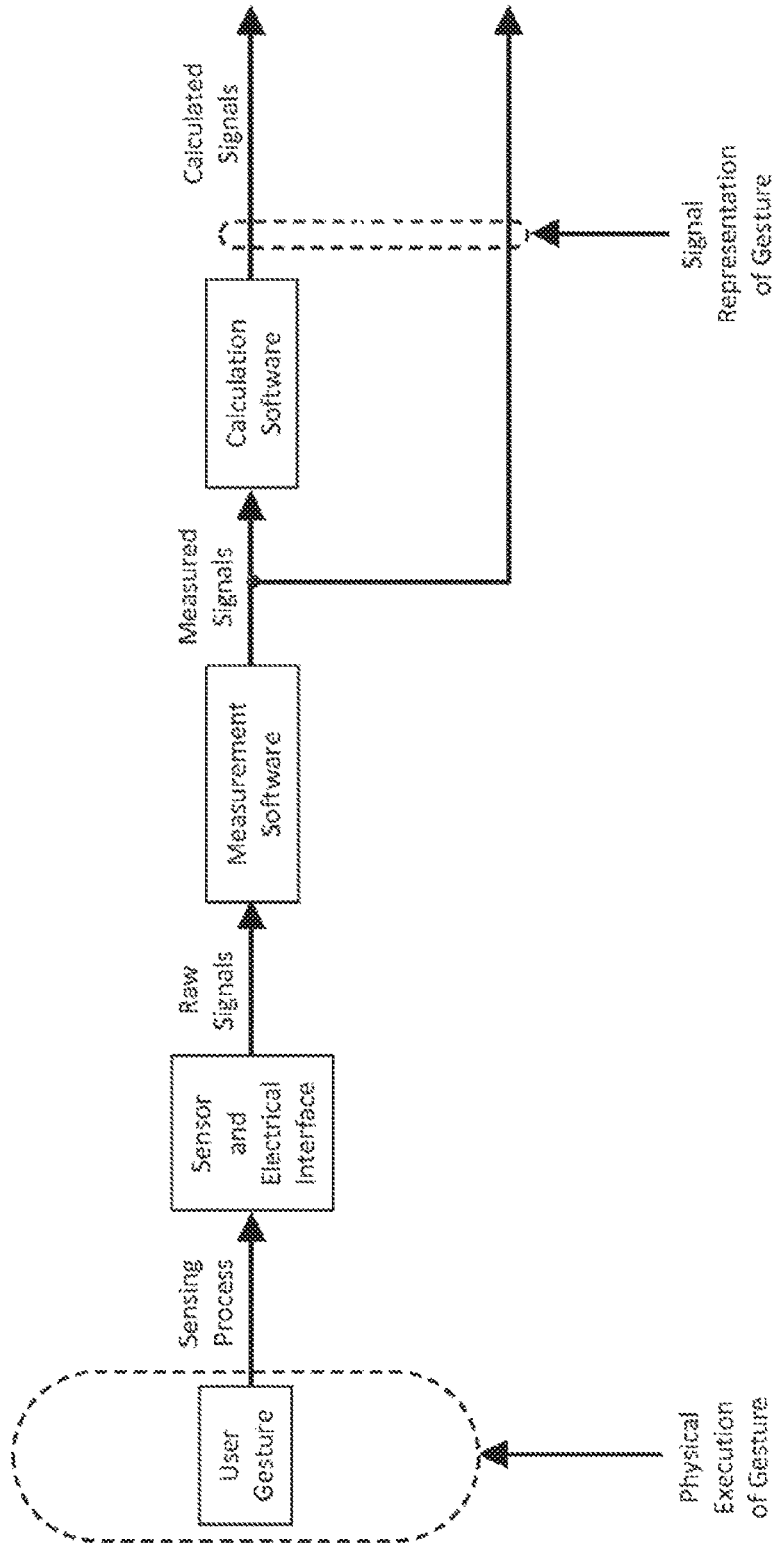 User
Gesture
Sensing
Process
Sensor
and
Electrical
Interface
Raw
Signals
Measurement
Software
Measured
Signals
Calculation
Software
Calculated
Signals
Physical
Execution
of Gesture
Signal
Representation
of Gesture